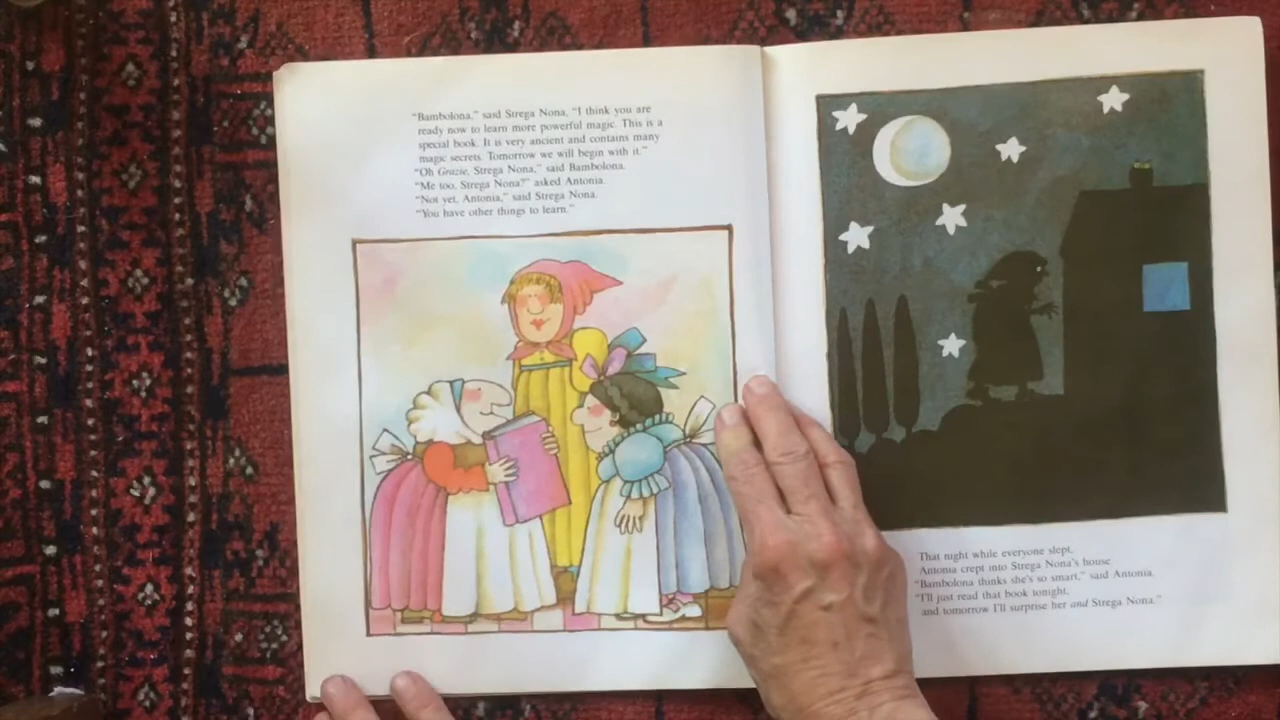 "Bambolona," said Strega Nona, "I think you are
ready now to learn more powerful magic. This is a
special book. It is very ancient and contains many
magic secrets. Tomorrow we will begin with it."
"Oh Grazie, Strega Nona," said Bambolona.
"Me too, Strega Nona?" asked Antonia.
"Not yet, Antonia," said Strega Nona.
"You have other things to learn."
That night while everyone slept,
Antonia crept into Strega Nona's house.
"Bambolona thinks she's so smart," said Antonia.
"I'll just read that book tonight,
and tomorrow I'll surprise her and Strega Nona."